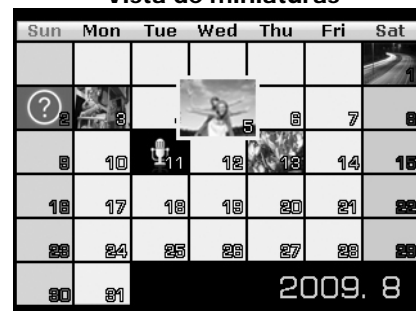 Vista de miniaturas
Sun Mon Tue Wed Thu Fri Sat
1
? 2 3 5 6 7 8
9 10 11 12 13 14 15
16 17 18 19 20 21 22
23 24 25 26 27 28 29
30 31 2009. 8